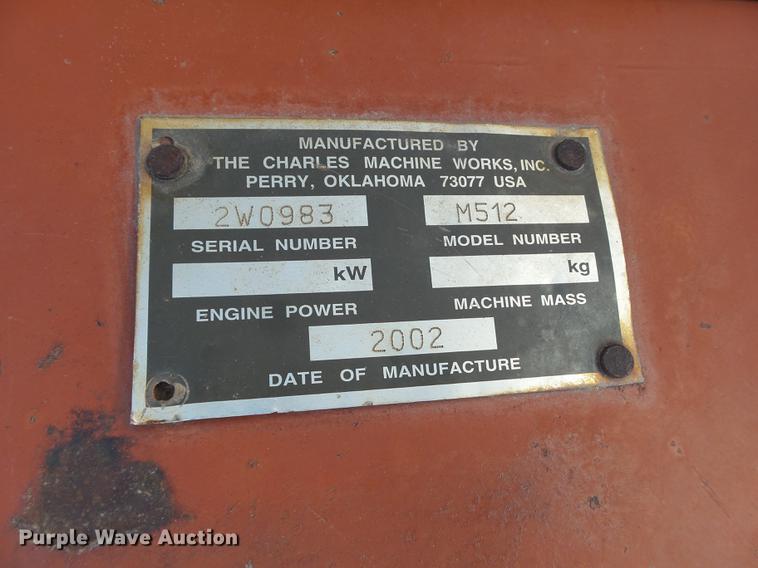 MANUFACTURED BY
THE CHARLES MACHINE WORKS, INC.
PERRY, OKLAHOMA 73077 USA
2W0983 M512
SERIAL NUMBER MODEL NUMBER
kW kg
ENGINE POWER MACHINE MASS
2002
DATE OF MANUFACTURE
Purple Wave Auction